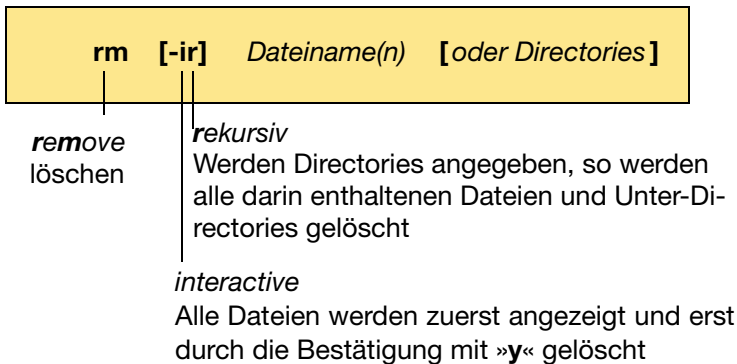 rm [-ir] Dateiname(n) [oder Directories]
remove
löschen
rekursiv
Werden Directories angegeben, so werden
alle darin enthaltenen Dateien und Unter-Di-
rectories gelöscht
interactive
Alle Dateien werden zuerst angezeigt und erst
durch die Bestätigung mit »y« gelöscht